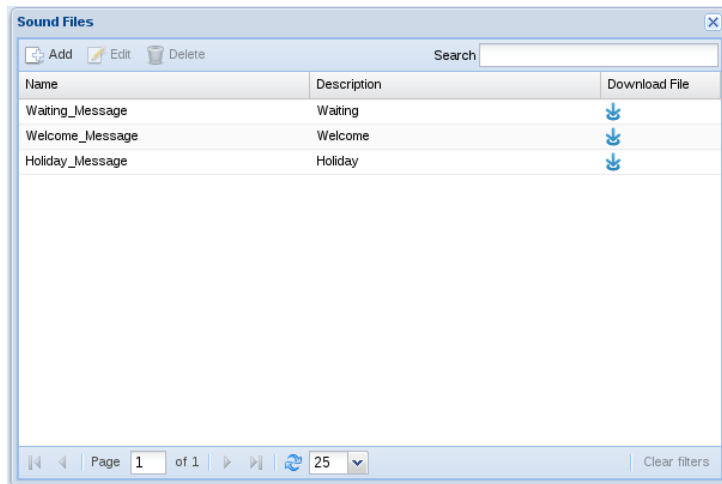 Sound Files
Add Edit Delete Search
Name Description Download File
Waiting_Message Waiting
Welcome_Message Welcome
Holiday_Message Holiday
Page 1 of 1 25 Clear filters